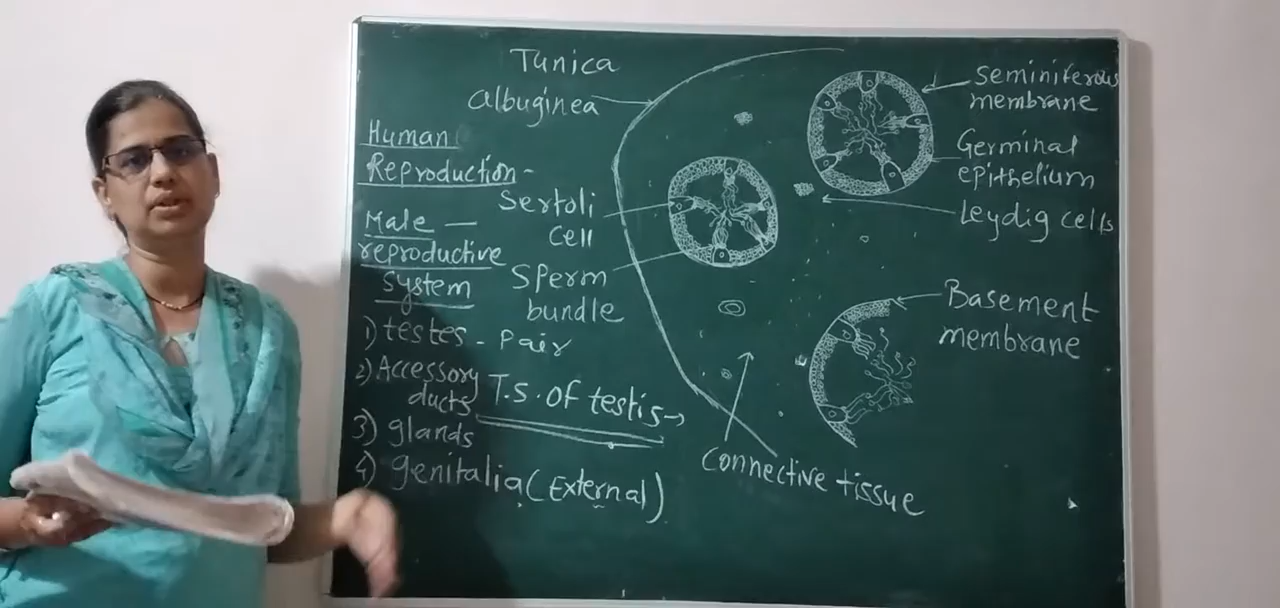 Tunica
albuginea
Human
Reproduction -
Male —
reproductive
system
1) testes - Pair
2) Accessory
ducts
3) glands
4) genitalia (External)
Sertoli
cell
Sperm
bundle
T.S. of testis
Seminiferous
membrane
Germinal
epithelium
Leydig cells
Basement
membrane
Connective tissue